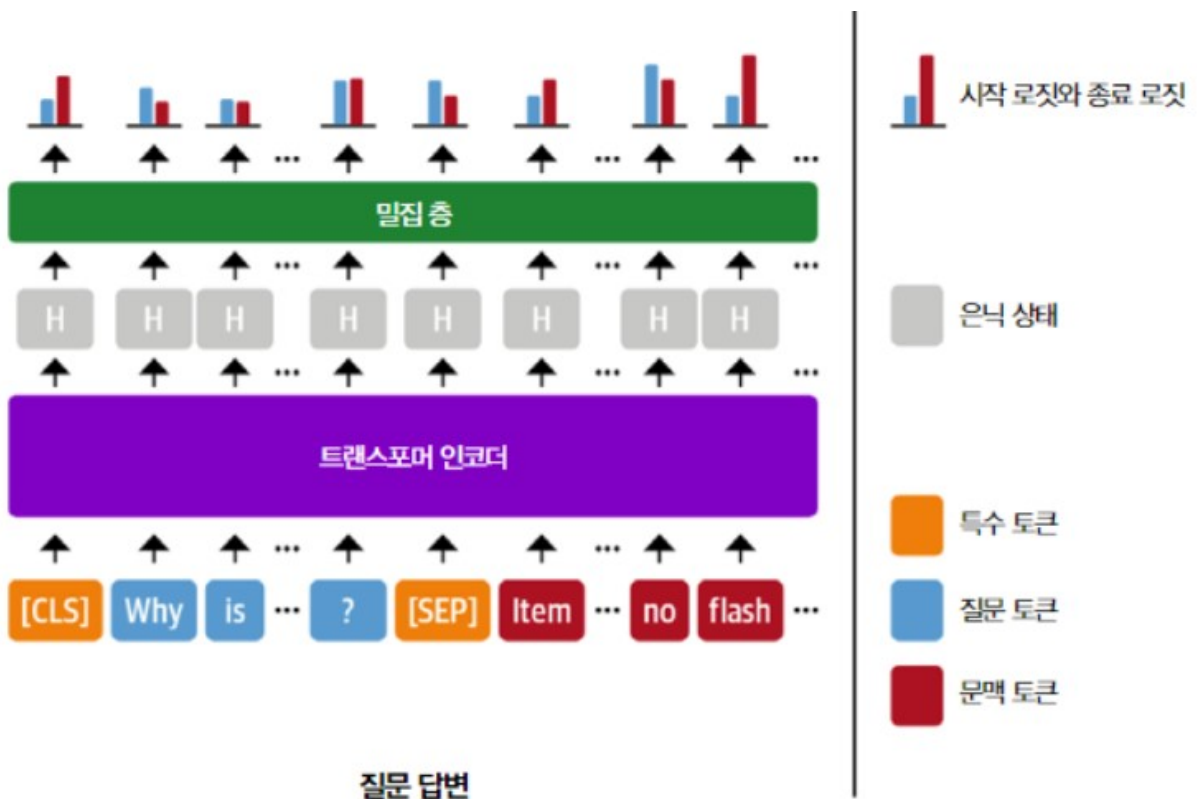 시작 로짓와 종료 로짓
... ... ...
밀집 층
... ... ...
H H H H H H H H
은닉 상태
... ... ...
트랜스포머 인코더
... ...
특수 토큰
[CLS] Why is ... ? [SEP] Item ... no flash ...
질문 토큰
문맥 토큰
질문 답변